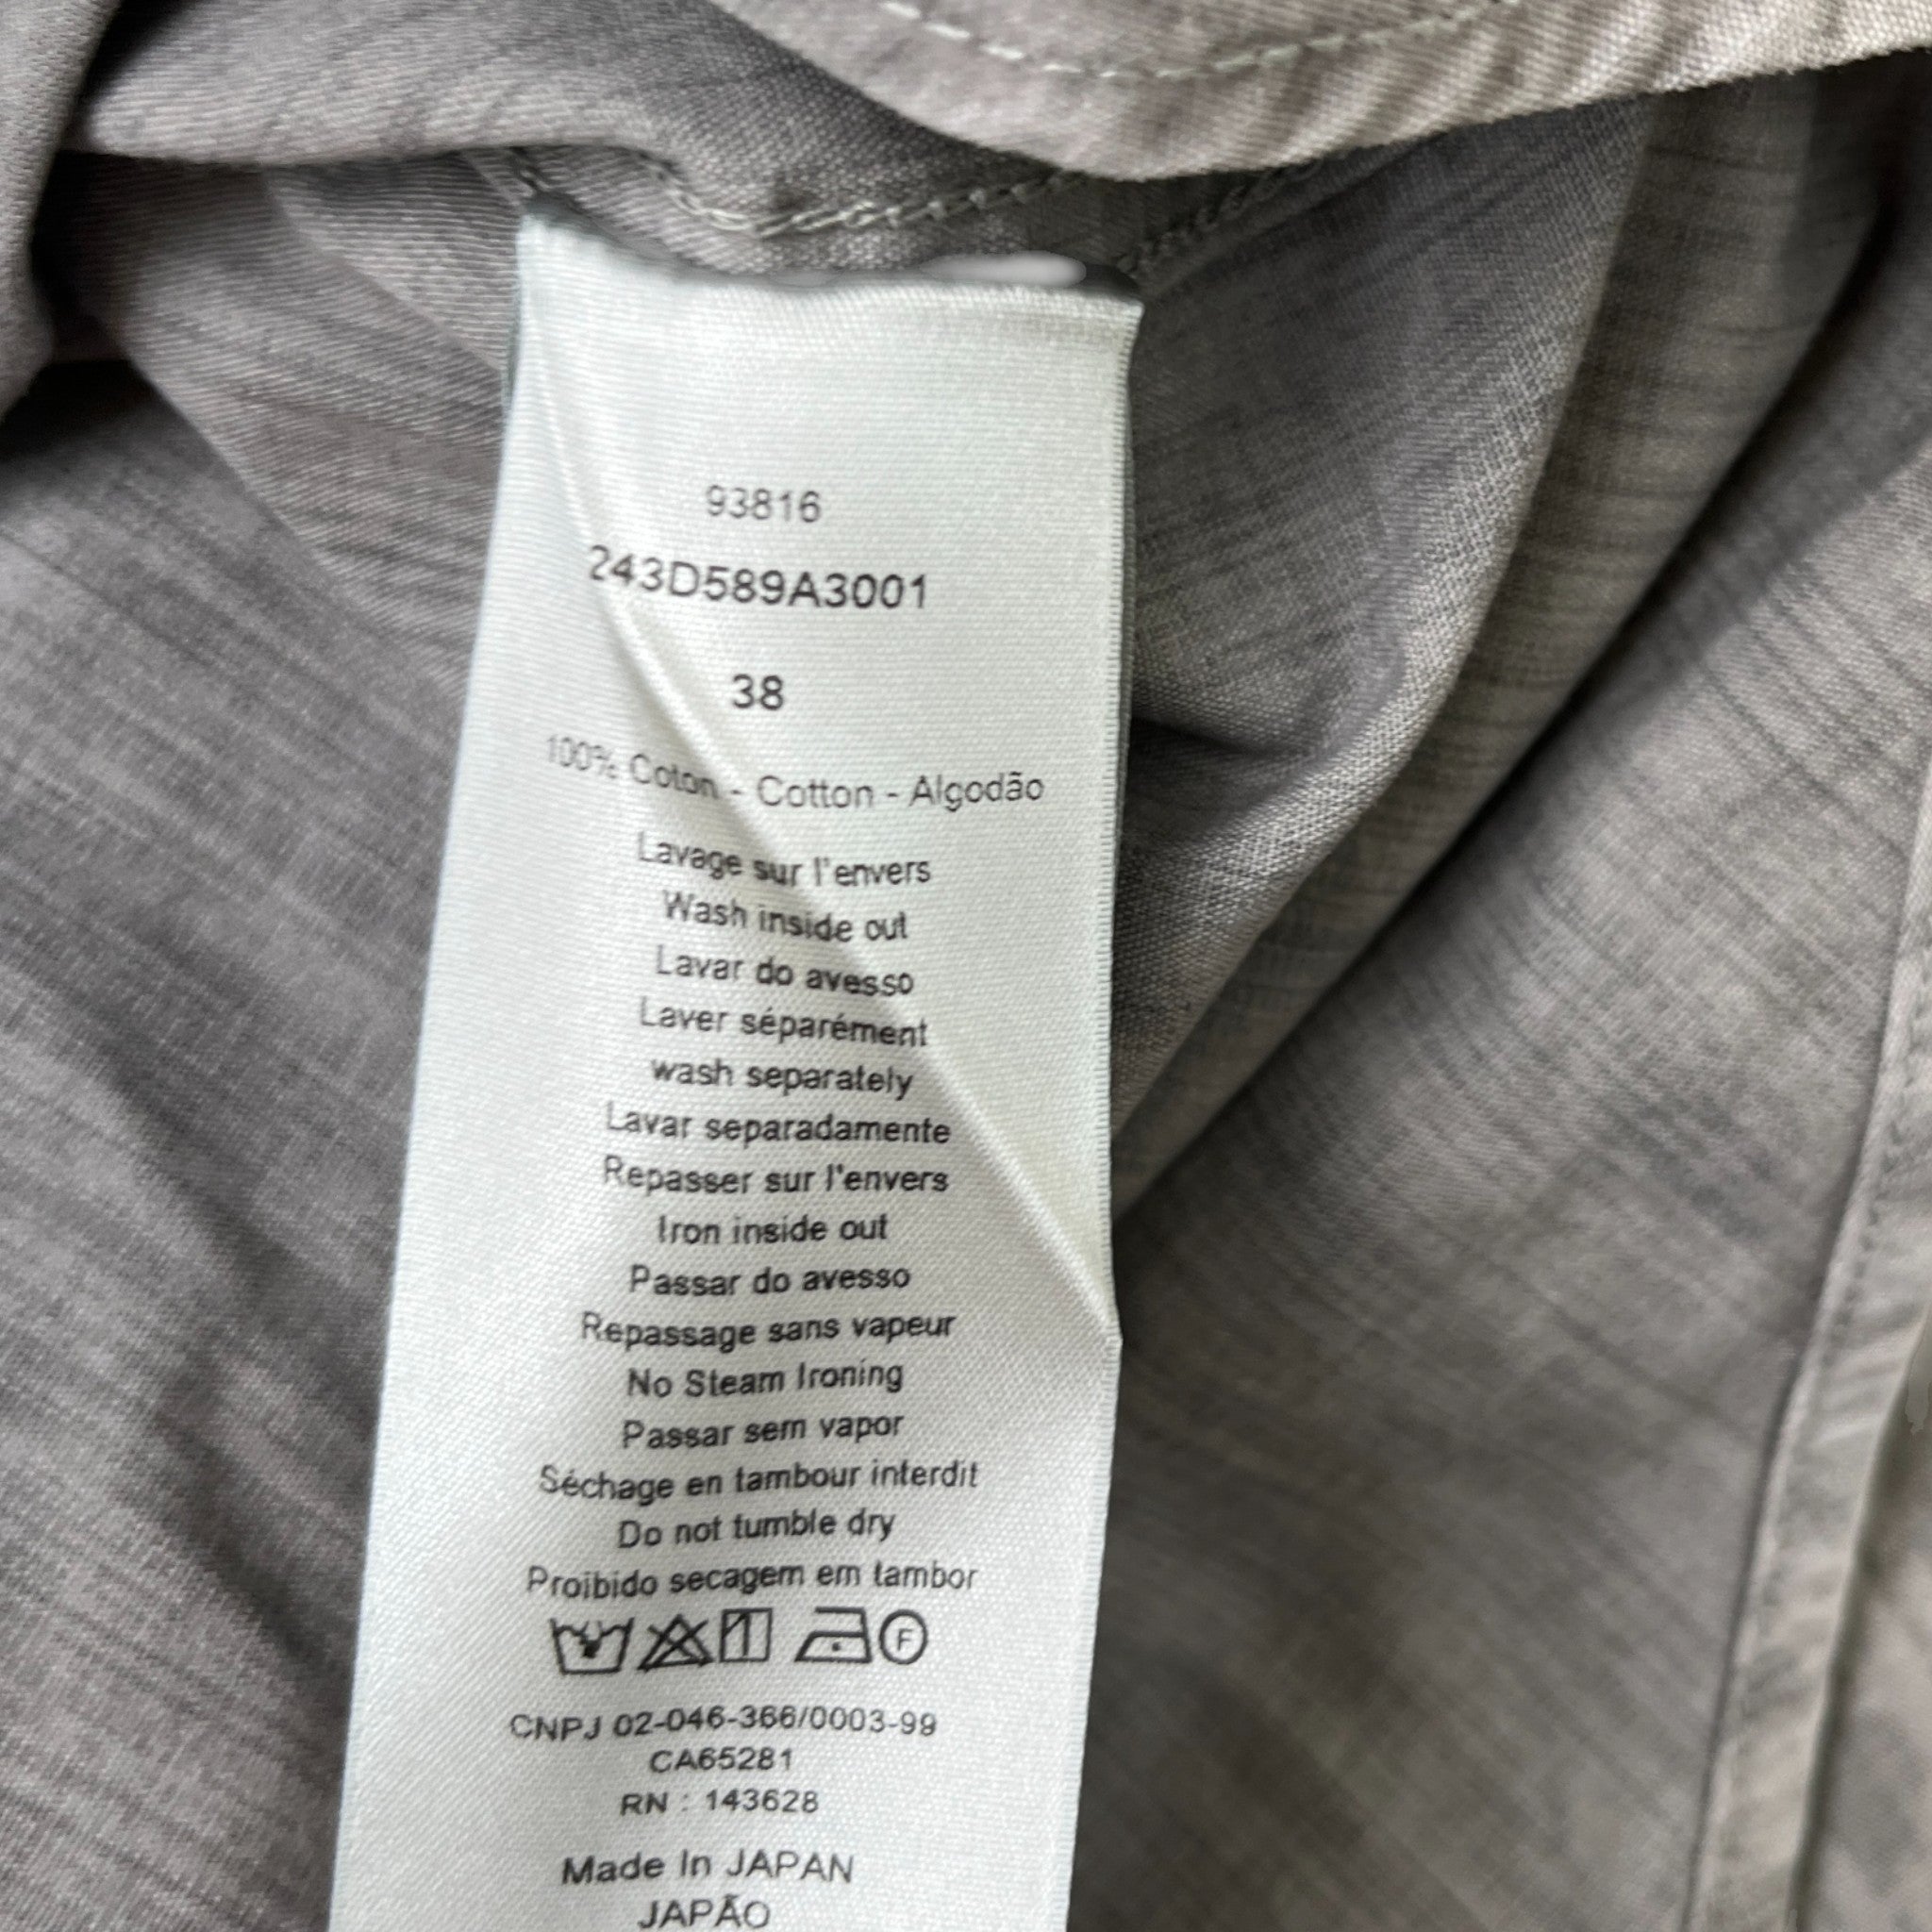 93816
243D589A3001
38
100% Coton - Cotton - Algodão
Lavage sur l'envers
Wash inside out
Lavar do avesso
Laver séparément
wash separately
Lavar separadamente
Repasser sur l'envers
Iron inside out
Passar do avesso
Repassage sans vapeur
No Steam Ironing
Passar sem vapor
Séchage en tambour interdit
Do not tumble dry
Proibido secagem em tambor
F
CNPJ 02-046-366/0003-99
CA65281
RN : 143628
Made In JAPAN
JAPÃO